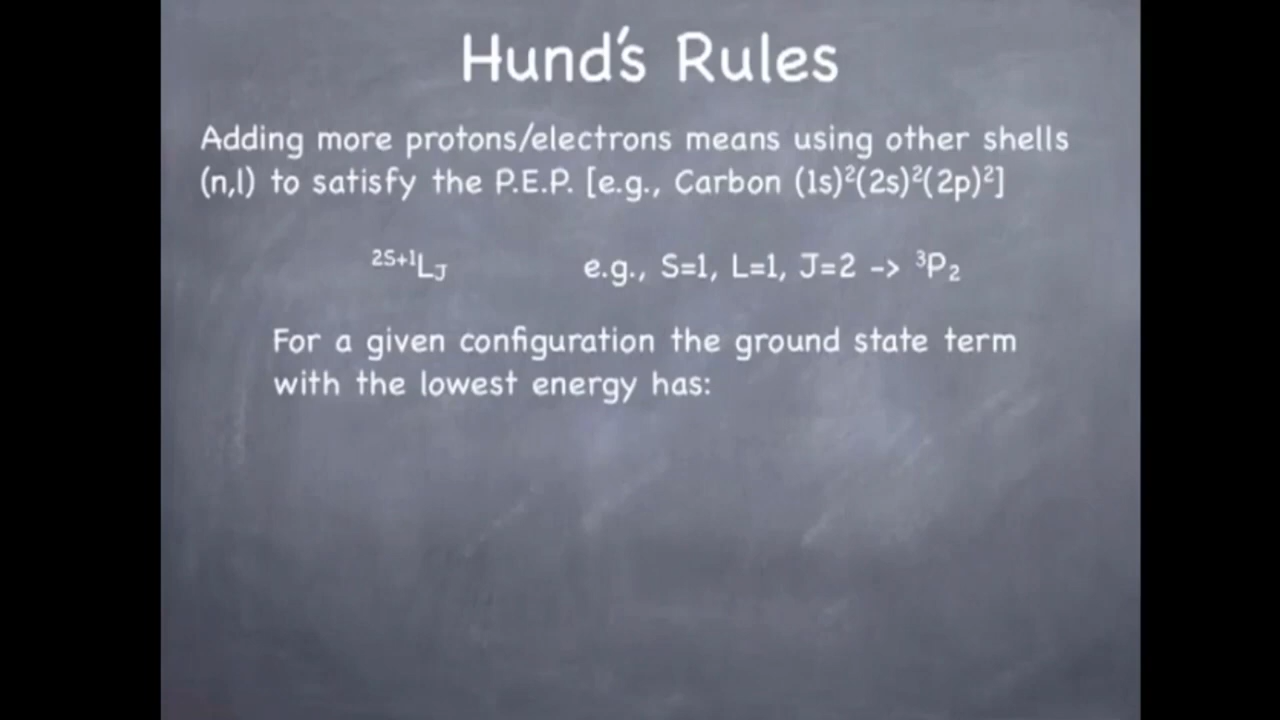 Hund's Rules
Adding more protons/electrons means using other shells
(n,l) to satisfy the P.E.P. [e.g., Carbon (1s)²(2s)²(2p)²]
²ˢ⁺¹L_J e.g., S=1, L=1, J=2 -> ³P₂
For a given configuration the ground state term
with the lowest energy has: